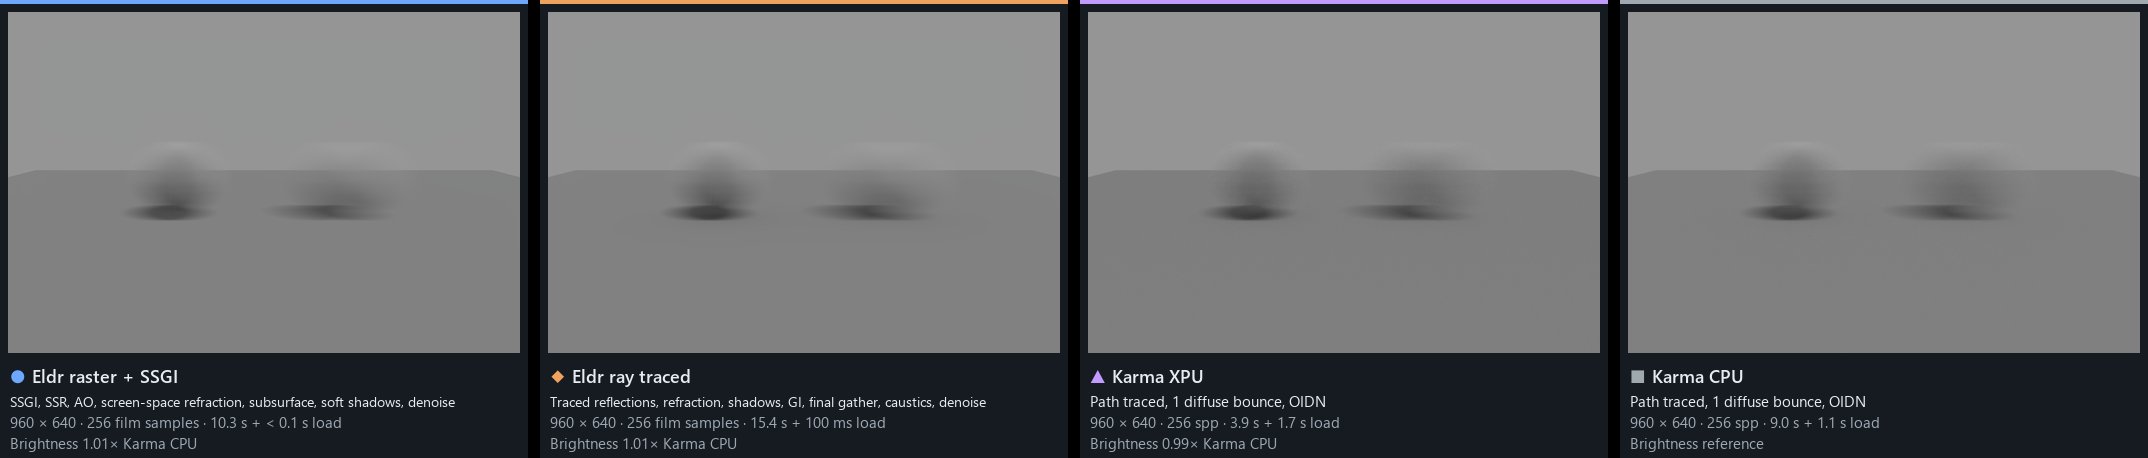 Eldr raster + SSGI
SSGI, SSR, AO, screen-space refraction, subsurface, soft shadows, denoise
960 × 640 · 256 film samples · 10.3 s + < 0.1 s load
Brightness 1.01× Karma CPU
Eldr ray traced
Traced reflections, refraction, shadows, GI, final gather, caustics, denoise
960 × 640 · 256 film samples · 15.4 s + 100 ms load
Brightness 1.01× Karma CPU
Karma XPU
Path traced, 1 diffuse bounce, OIDN
960 × 640 · 256 spp · 3.9 s + 1.7 s load
Brightness 0.99× Karma CPU
Karma CPU
Path traced, 1 diffuse bounce, OIDN
960 × 640 · 256 spp · 9.0 s + 1.1 s load
Brightness reference